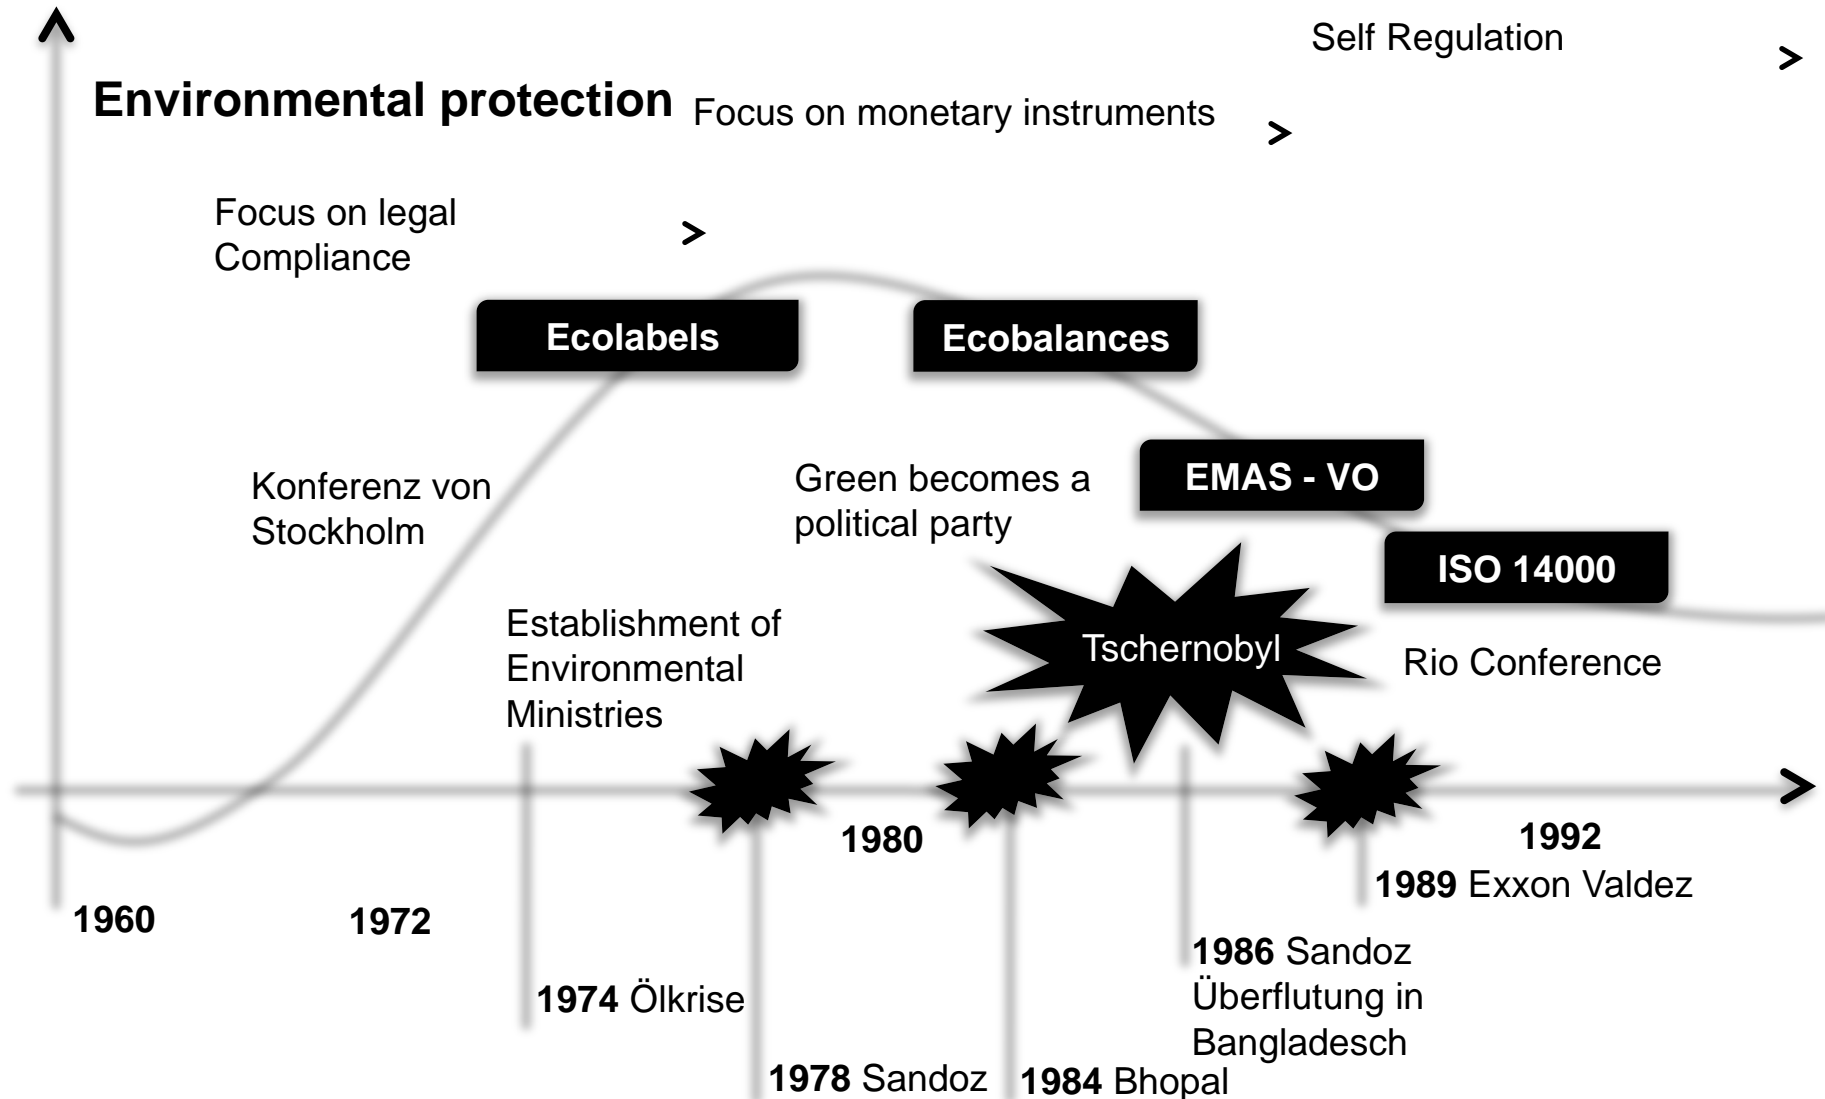 Self Regulation
Environmental protection
Focus on monetary instruments
Focus on legal
Compliance
Ecolabels
Ecobalances
EMAS - VO
ISO 14000
Konferenz von
Stockholm
Green becomes a
political party
Establishment of
Environmental
Ministries
Tschernobyl
Rio Conference
1980
1992
1989 Exxon Valdez
1960
1972
1986 Sandoz
Überflutung in
Bangladesch
1974 Ölkrise
1978 Sandoz
1984 Bhopal